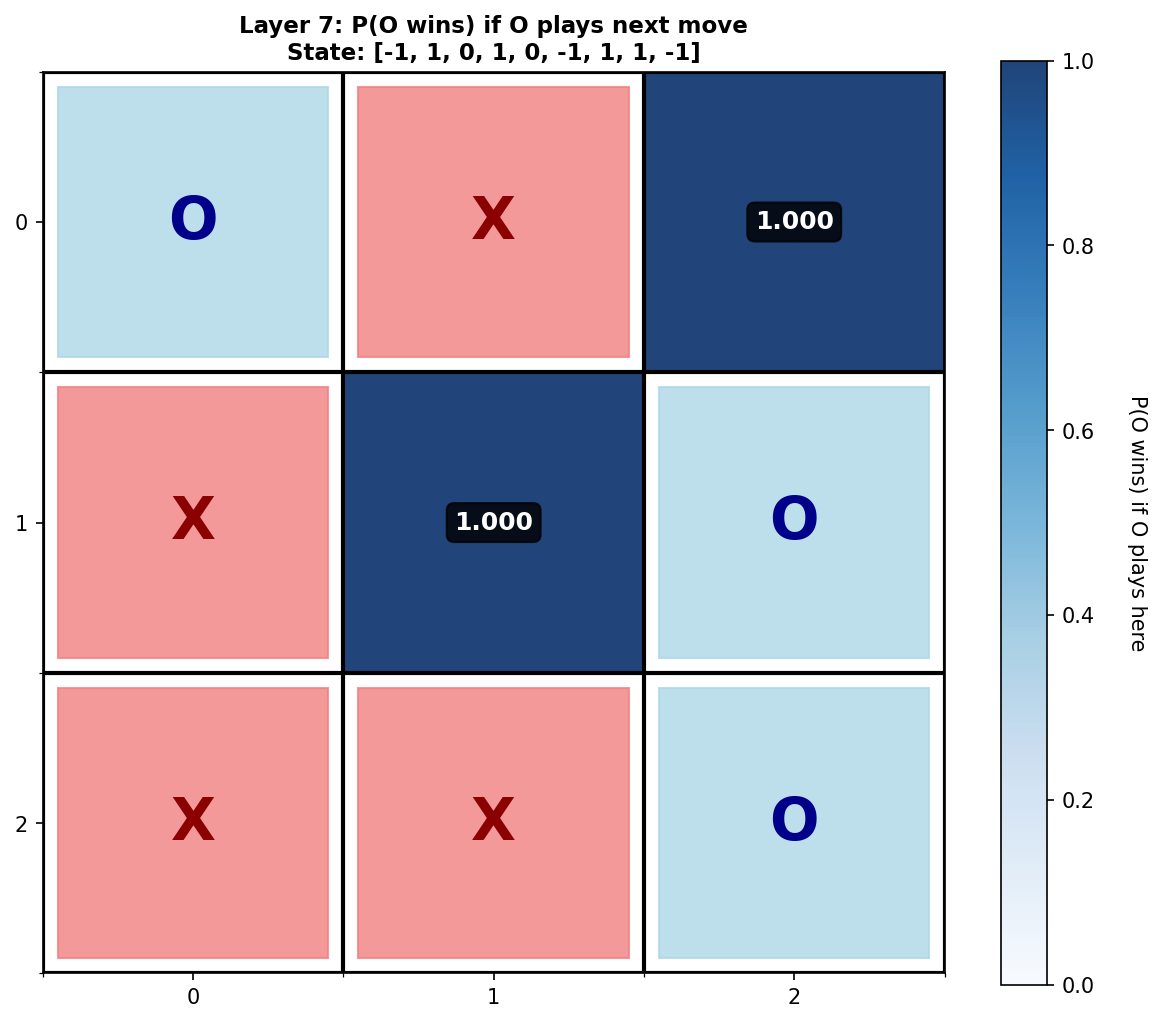 Layer 7: P(O wins) if O plays next move
State: [-1, 1, 0, 1, 0, -1, 1, 1, -1]
O
X
1.000
X
1.000
O
X
X
O
0
1
2
0
1
2
1.0
0.8
0.6
0.4
0.2
0.0
P(O wins) if O plays here